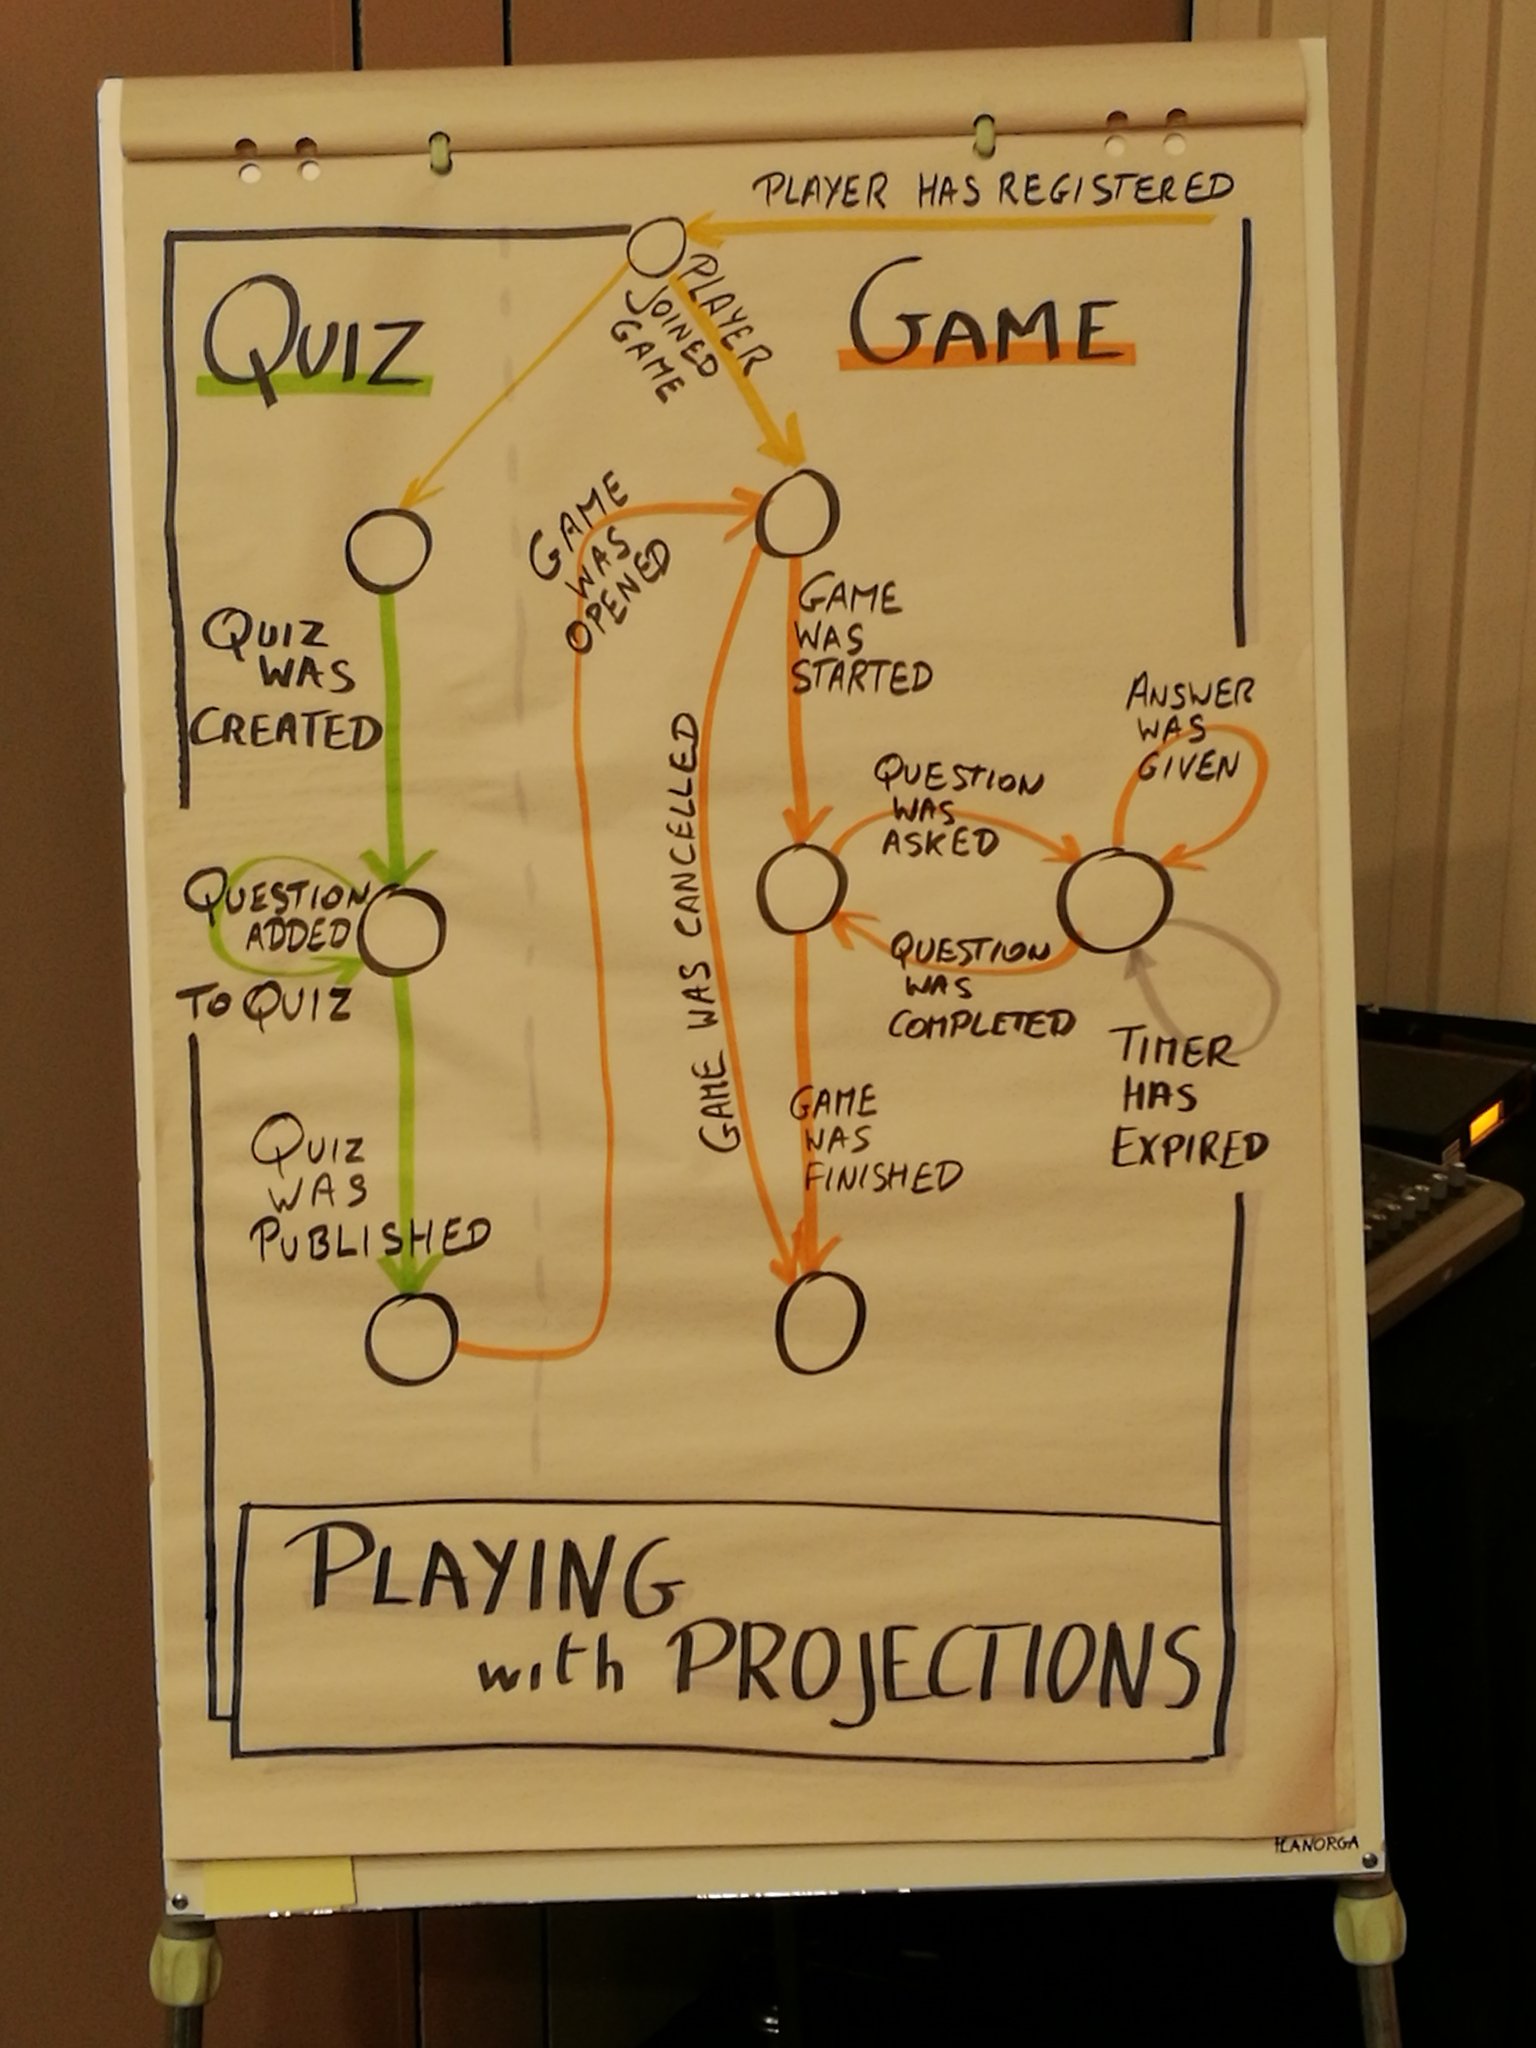 PLAYER HAS REGISTERED
QUIZ
PLAYER
JOINED
GAME
GAME
GAME
WAS
OPENED
QUIZ
WAS
CREATED
GAME
WAS
STARTED
ANSWER
WAS
GIVEN
GAME WAS CANCELLED
QUESTION
WAS
ASKED
QUESTION
ADDED
TO QUIZ
QUESTION
WAS
COMPLETED
TIMER
HAS
EXPIRED
QUIZ
WAS
PUBLISHED
GAME
WAS
FINISHED
PLAYING
with PROJECTIONS
PLANORGA